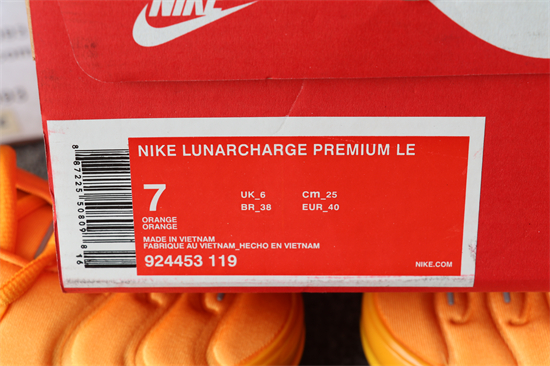 NIKE
NIKE LUNARCHARGE PREMIUM LE
7
UK_6 cm_25
BR_38 EUR_40
ORANGE
ORANGE
MADE IN VIETNAM
FABRIQUE AU VIETNAM_HECHO EN VIETNAM
924453 119
NIKE.COM